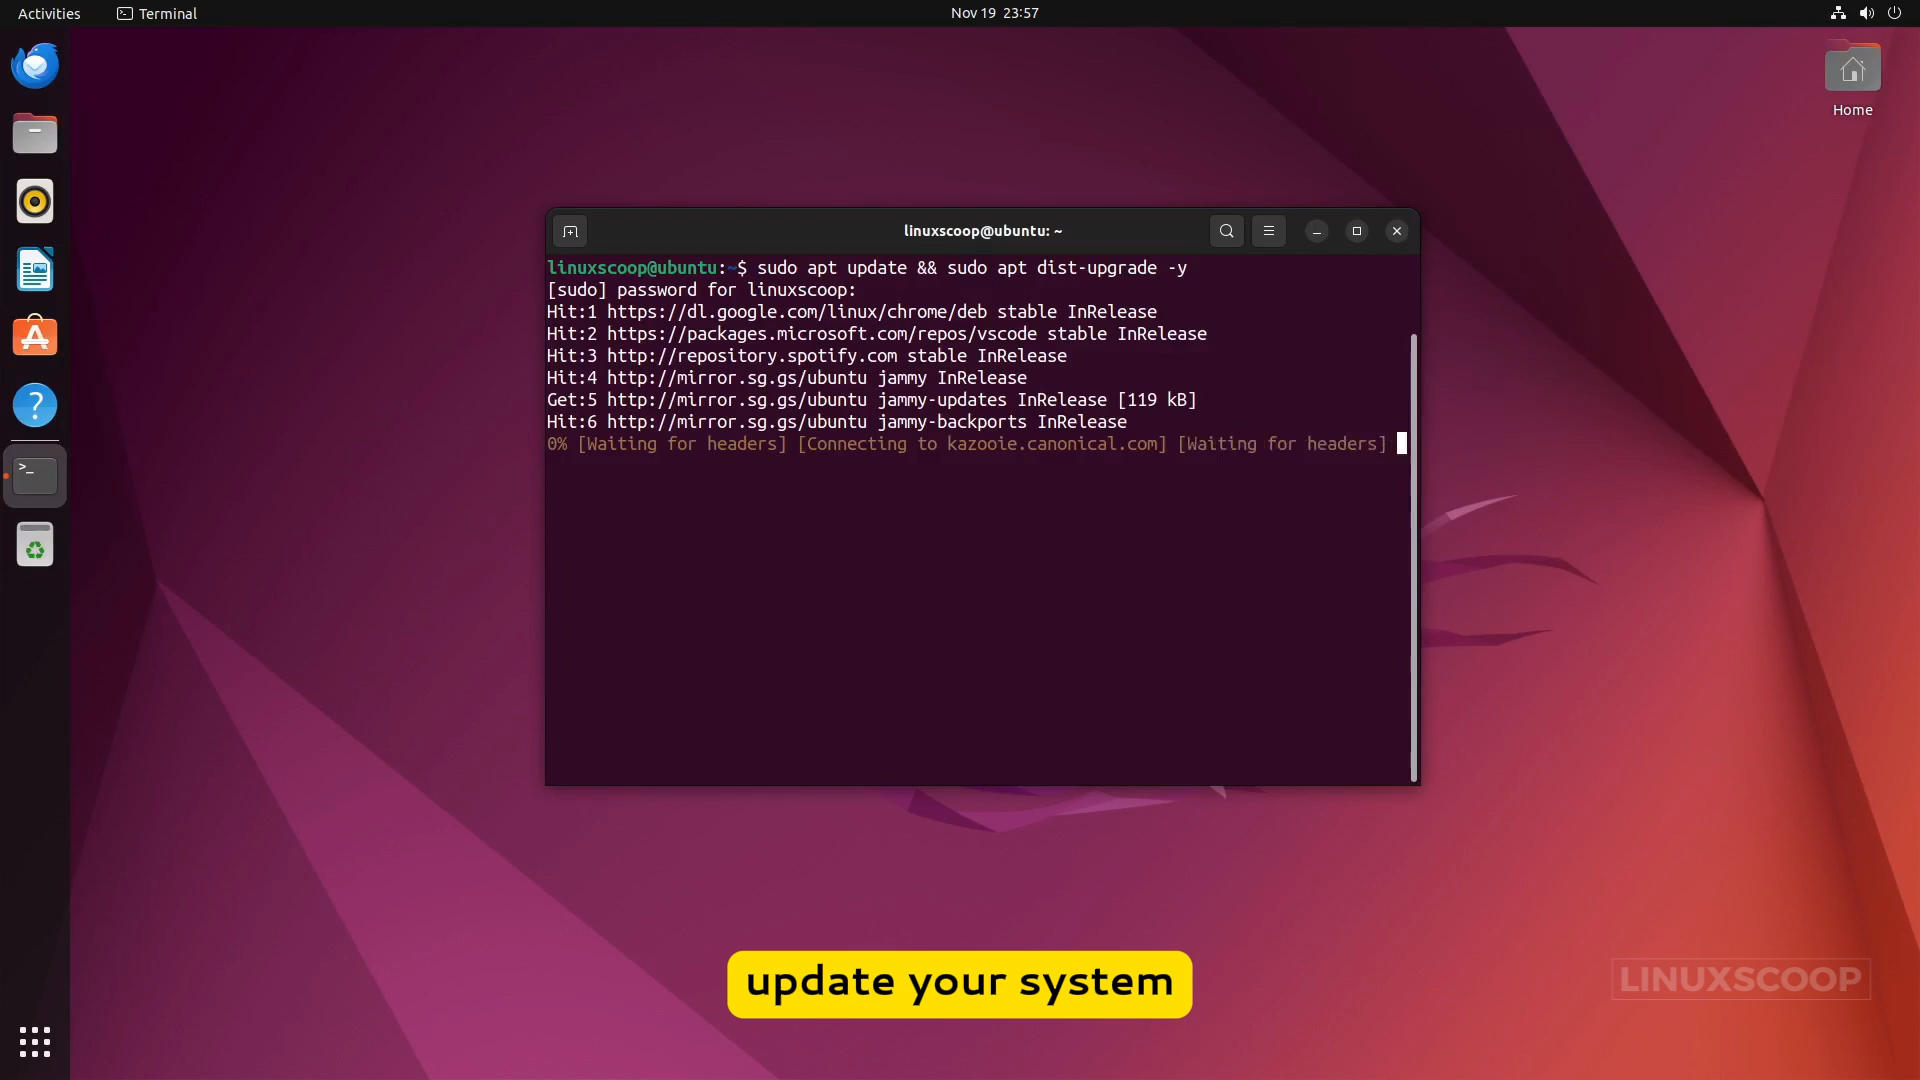 Activities
Terminal
Nov 19 23:57
Home
linuxscoop@ubuntu: ~
linuxscoop@ubuntu:~$ sudo apt update && sudo apt dist-upgrade -y
[sudo] password for linuxscoop:
Hit:1 https://dl.google.com/linux/chrome/deb stable InRelease
Hit:2 https://packages.microsoft.com/repos/vscode stable InRelease
Hit:3 http://repository.spotify.com stable InRelease
Hit:4 http://mirror.sg.gs/ubuntu jammy InRelease
Get:5 http://mirror.sg.gs/ubuntu jammy-updates InRelease [119 kB]
Hit:6 http://mirror.sg.gs/ubuntu jammy-backports InRelease
0% [Waiting for headers] [Connecting to kazooie.canonical.com] [Waiting for headers]
update your system
LINUXSCOOP